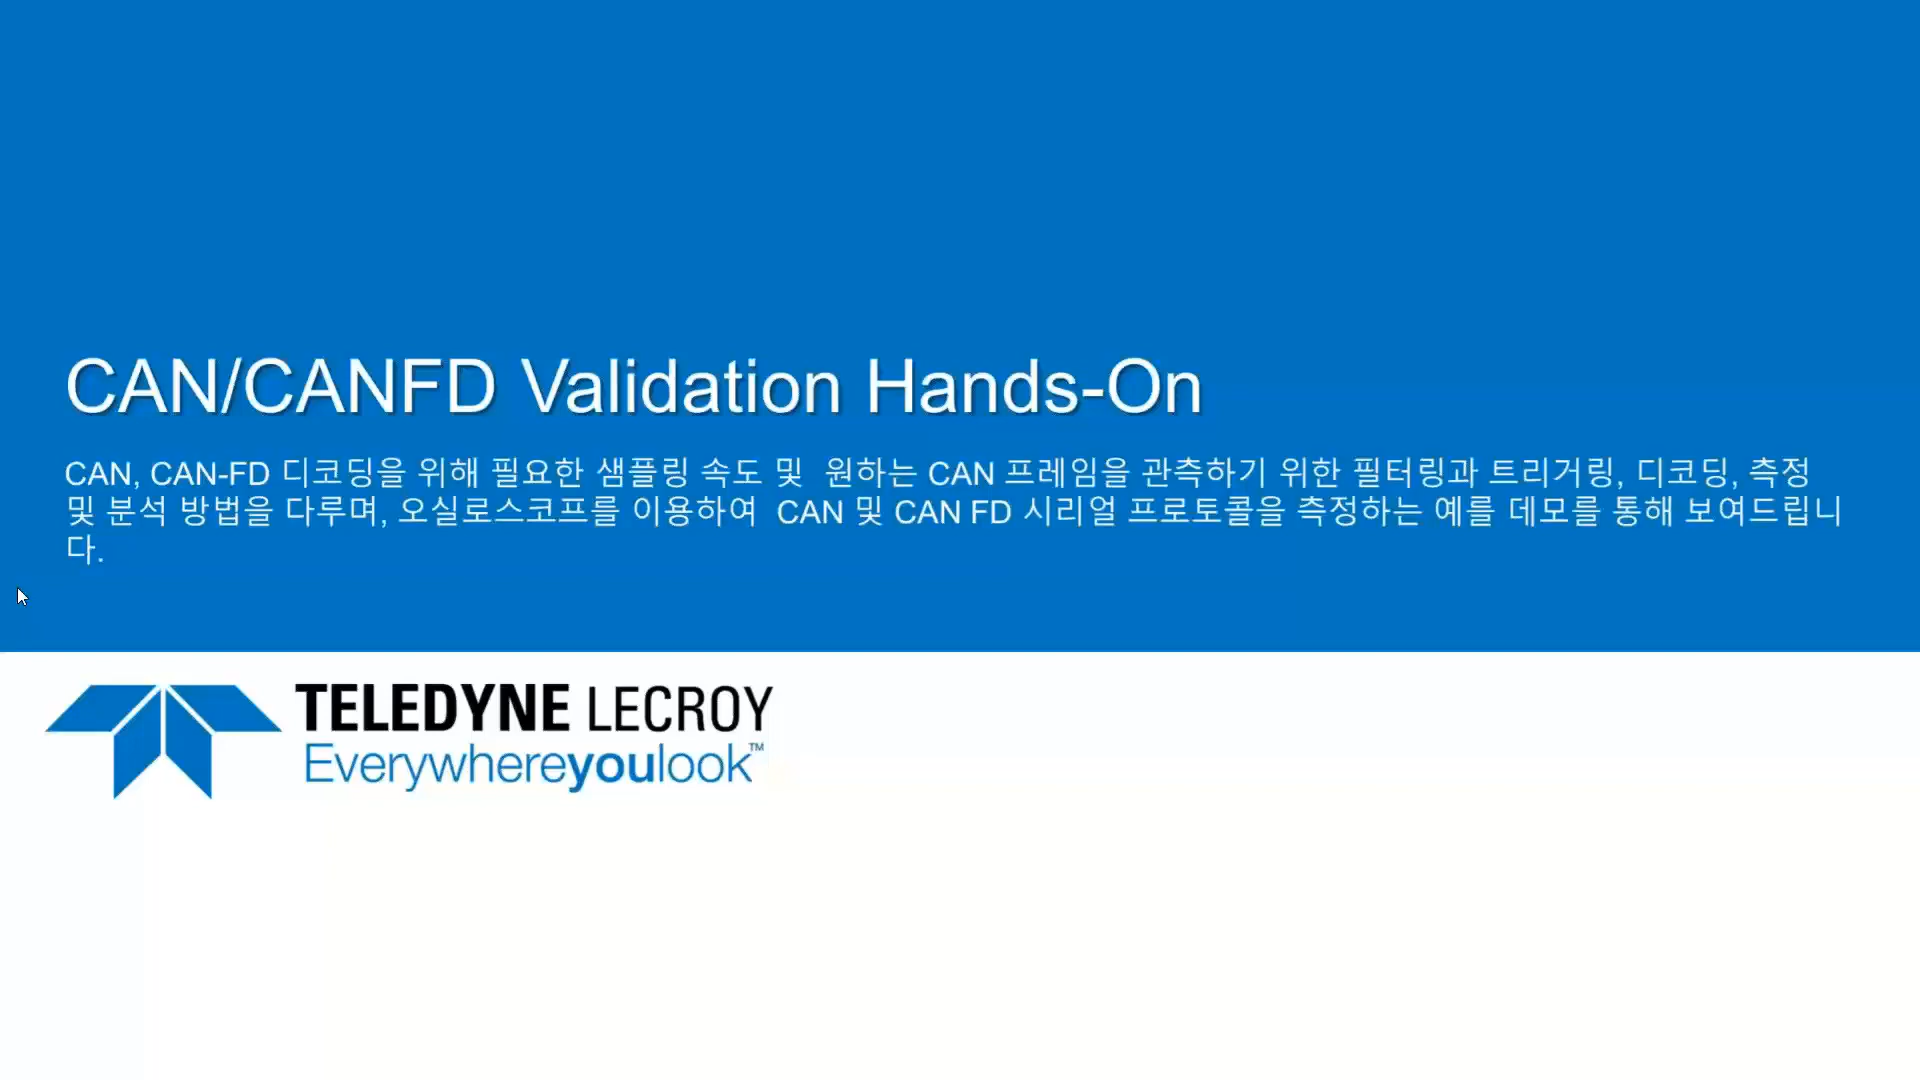 CAN/CANFD Validation Hands-On
CAN, CAN-FD 디코딩을 위해 필요한 샘플링 속도 및 원하는 CAN 프레임을 관측하기 위한 필터링과 트리거링, 디코딩, 측정
및 분석 방법을 다루며, 오실로스코프를 이용하여 CAN 및 CAN FD 시리얼 프로토콜을 측정하는 예를 데모를 통해 보여드립니
다.
TELEDYNE LECROY
Everywhereyoulook™